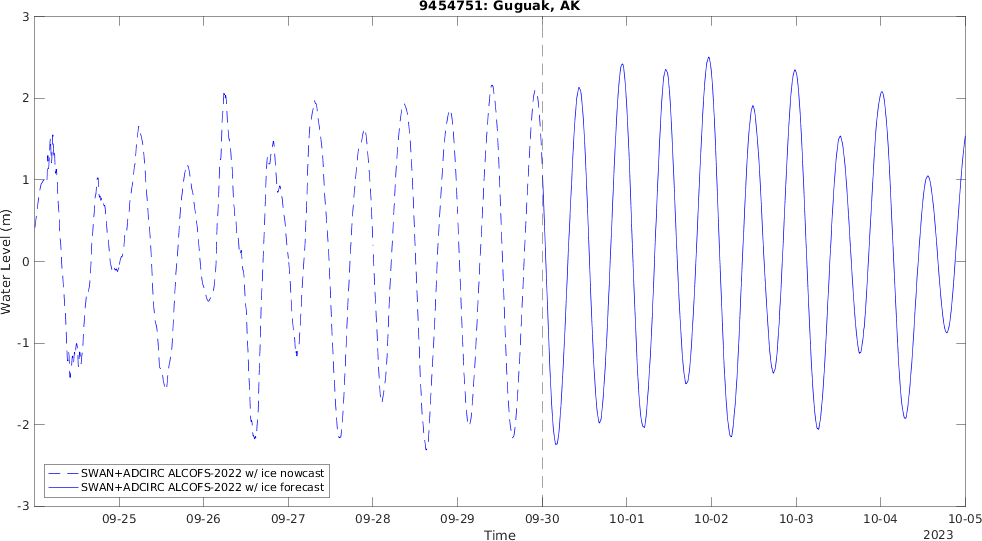 9454751: Guguak, AK
3
2
1
0
-1
-2
-3
Water Level (m)
SWAN+ADCIRC ALCOFS-2022 w/ ice nowcast
SWAN+ADCIRC ALCOFS-2022 w/ ice forecast
09-25 09-26 09-27 09-28 09-29 09-30 10-01 10-02 10-03 10-04 10-05
Time
2023